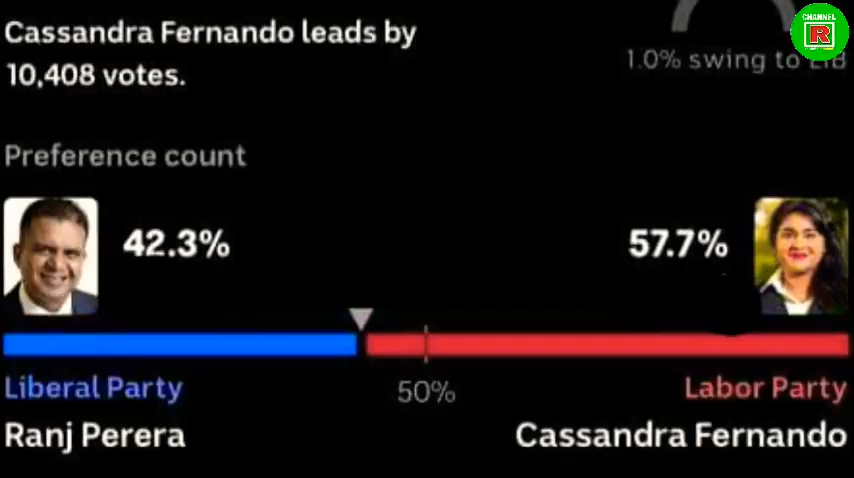 Cassandra Fernando leads by
10,408 votes.
CHANNEL
R
1.0% swing to LIB
Preference count
42.3%
57.7%
Liberal Party
50%
Labor Party
Ranj Perera
Cassandra Fernando